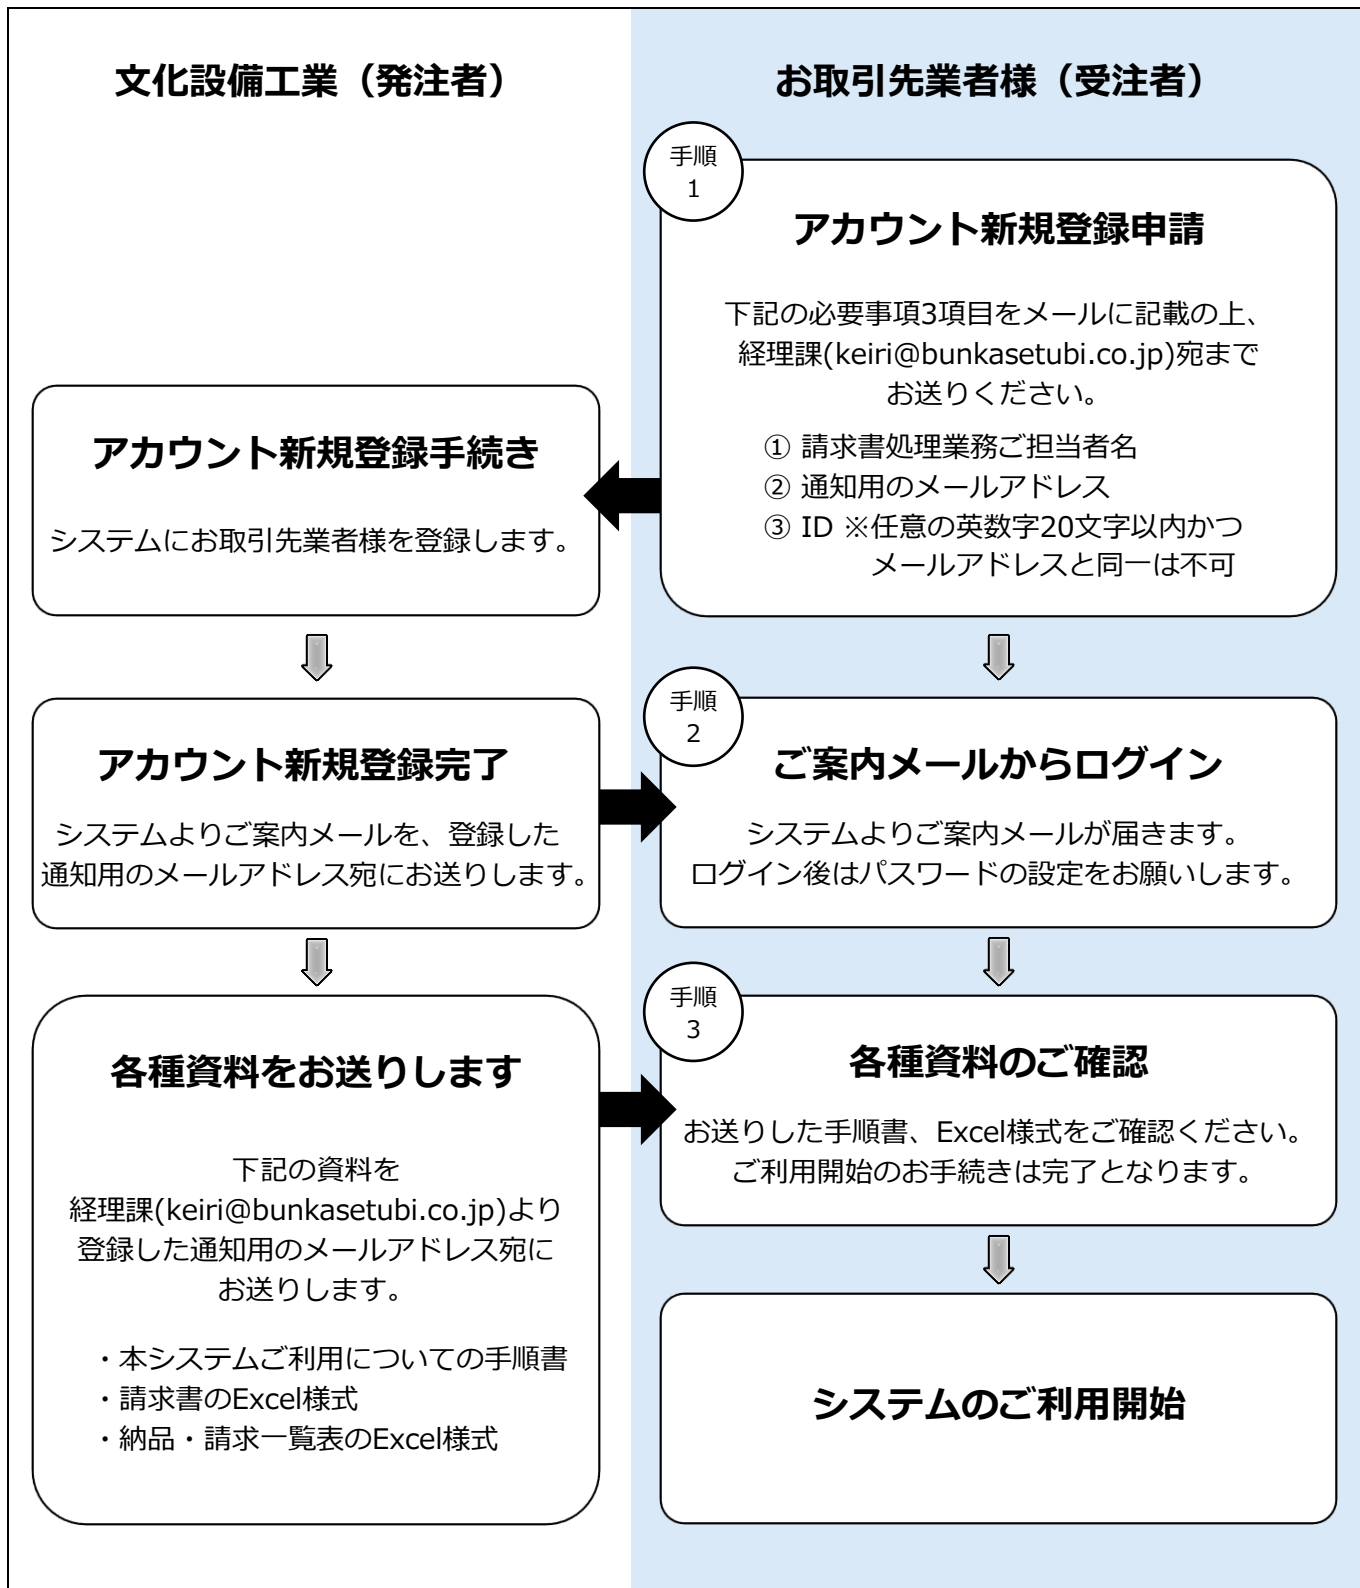 文化設備工業（発注者）
お取引先業者様（受注者）
手順
1
アカウント新規登録申請
下記の必要事項3項目をメールに記載の上、
経理課(keiri@bunkasetubi.co.jp)宛まで
お送りください。
① 請求書処理業務ご担当者名
② 通知用のメールアドレス
③ ID ※任意の英数字20文字以内かつ
メールアドレスと同一は不可
アカウント新規登録手続き
システムにお取引先業者様を登録します。
アカウント新規登録完了
システムよりご案内メールを、登録した
通知用のメールアドレス宛にお送りします。
手順
2
ご案内メールからログイン
システムよりご案内メールが届きます。
ログイン後はパスワードの設定をお願いします。
各種資料をお送りします
下記の資料を
経理課(keiri@bunkasetubi.co.jp)より
登録した通知用のメールアドレス宛に
お送りします。
・本システムご利用についての手順書
・請求書のExcel様式
・納品・請求一覧表のExcel様式
手順
3
各種資料のご確認
お送りした手順書、Excel様式をご確認ください。
ご利用開始のお手続きは完了となります。
システムのご利用開始